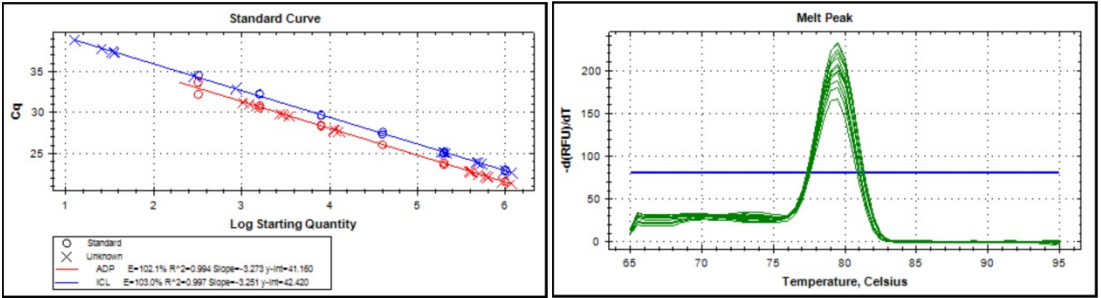 Standard Curve
Cq
35
30
25
1 2 3 4 5 6
Log Starting Quantity
Standard
Unknown
ADP E=102.1% R^2=0.994 Slope=-3.273 y-int=41.160
ICL E=103.0% R^2=0.997 Slope=-3.251 y-int=42.420
Melt Peak
-d(RFU)/dT
200
150
100
50
0
65 70 75 80 85 90 95
Temperature, Celsius